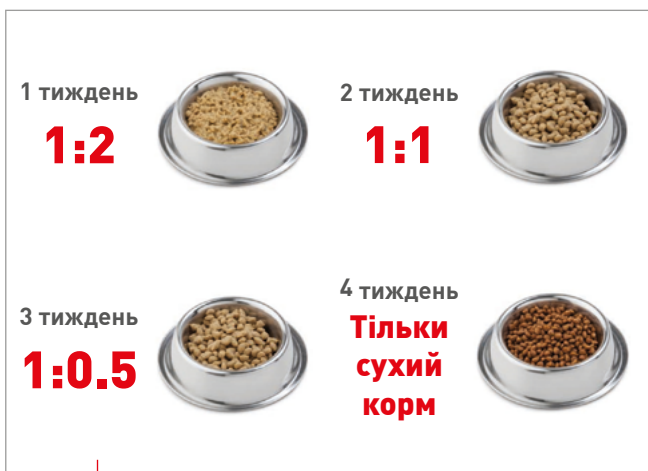 1 тиждень
1:2
2 тиждень
1:1
3 тиждень
1:0.5
4 тиждень
Тільки
сухий
корм